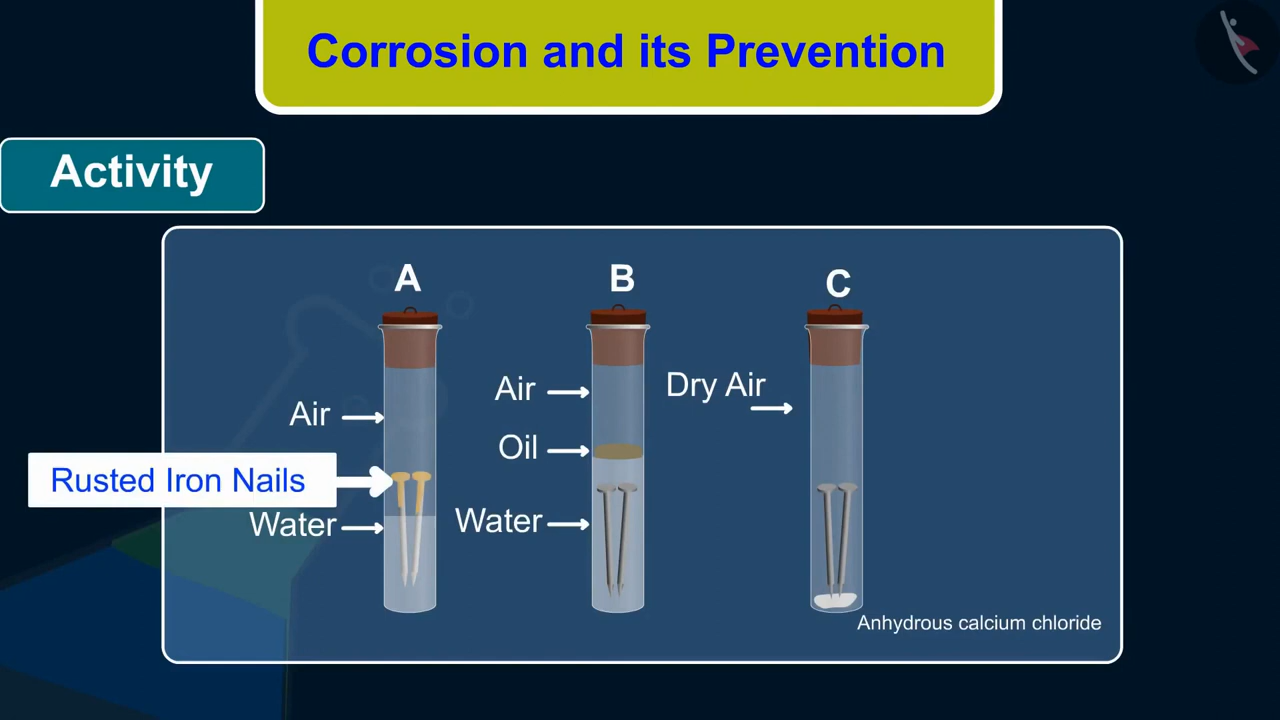 Corrosion and its Prevention
Activity
A
B
C
Air
Rusted Iron Nails
Water
Air
Oil
Water
Dry Air
Anhydrous calcium chloride